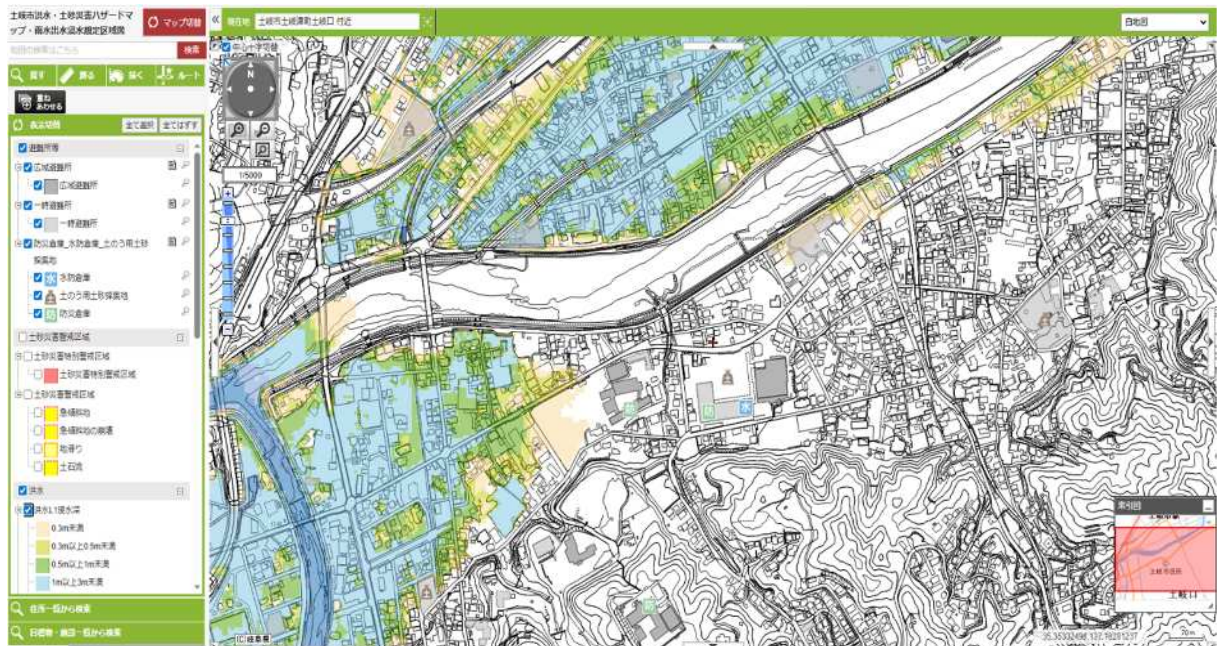 土岐市洪水・土砂災害ハザードマ
ップ・雨水出水浸水想定区域図
マップ切替
現在地
土岐市土岐津町土岐口 付近
白地図
検索
探す
測る
描く
ルート
重ね
あわせる
表示切替
全て選択
全てはずす
避難所等
広域避難所
広域避難所
一時避難所
一時避難所
防災倉庫_水防倉庫_土のう用土砂
採集地
水防倉庫
土のう用土砂採集地
防災倉庫
土砂災害警戒区域
土砂災害特別警戒区域
土砂災害特別警戒区域
土砂災害警戒区域
急傾斜地
急傾斜地の崩壊
地滑り
土石流
洪水
洪水L1浸水深
0.3m未満
0.3m以上0.5m未満
0.5m以上1m未満
1m以上3m未満
住所一覧から検索
目標物・施設一覧から検索
中心十字切替
N
1/5000
防
防
水
防
索引図
土岐市役所
土岐口
(C)岐阜県
70m